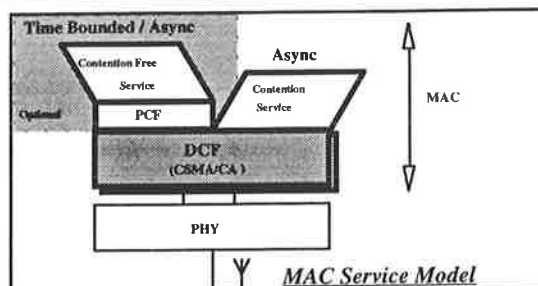 Time Bounded / Async
Contention Free
Service
Async
Contention
Service
MAC
Optional
PCF
DCF
(CSMA/CA)
PHY
MAC Service Model